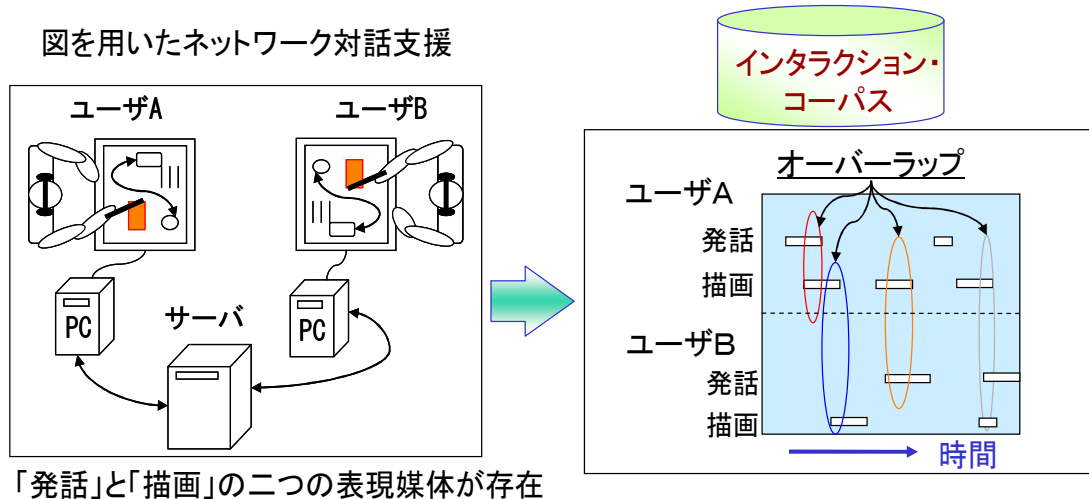 図を用いたネットワーク対話支援
ユーザA
ユーザB
PC
PC
サーバ
「発話」と「描画」の二つの表現媒体が存在
インタラクション・
コーパス
オーバーラップ
ユーザA
発話
描画
ユーザB
発話
描画
時間